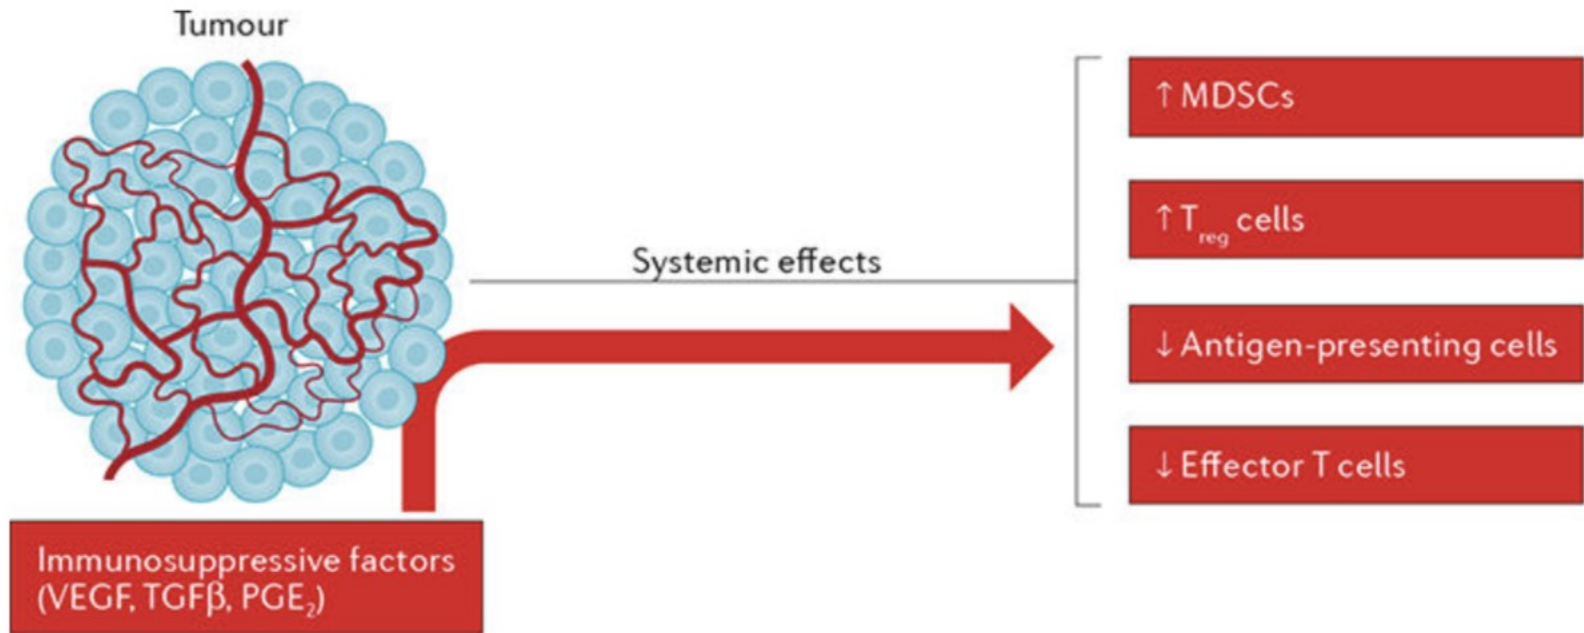 Tumour
Systemic effects
↑ MDSCs
↑ Treg cells
↓ Antigen-presenting cells
↓ Effector T cells
Immunosuppressive factors
(VEGF, TGFβ, PGE₂)